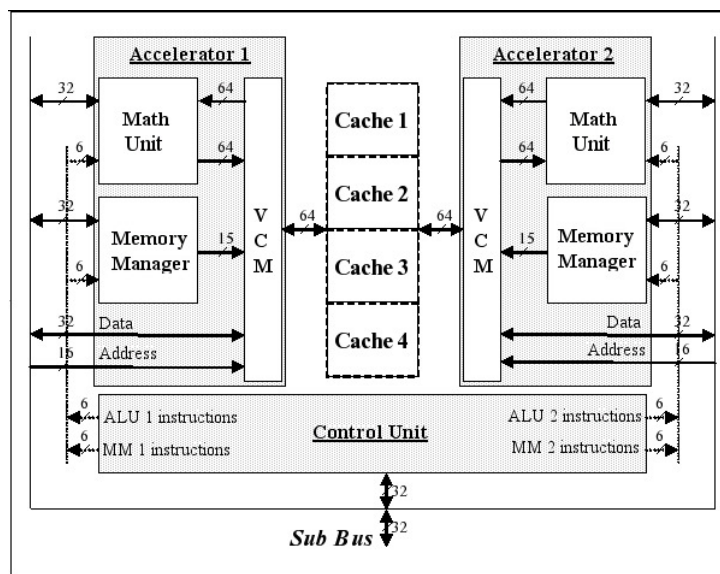 Accelerator 1
Accelerator 2
32
64
64
32
Math
Unit
Cache 1
Math
Unit
6
64
64
6
Cache 2
32
V
C
M
64
64
V
C
M
32
Memory
Manager
15
15
Memory
Manager
6
Cache 3
6
32
Data
Data
32
16
Address
Cache 4
Address
16
6
ALU 1 instructions
ALU 2 instructions
6
Control Unit
6
MM 1 instructions
MM 2 instructions
6
32
32
Sub Bus